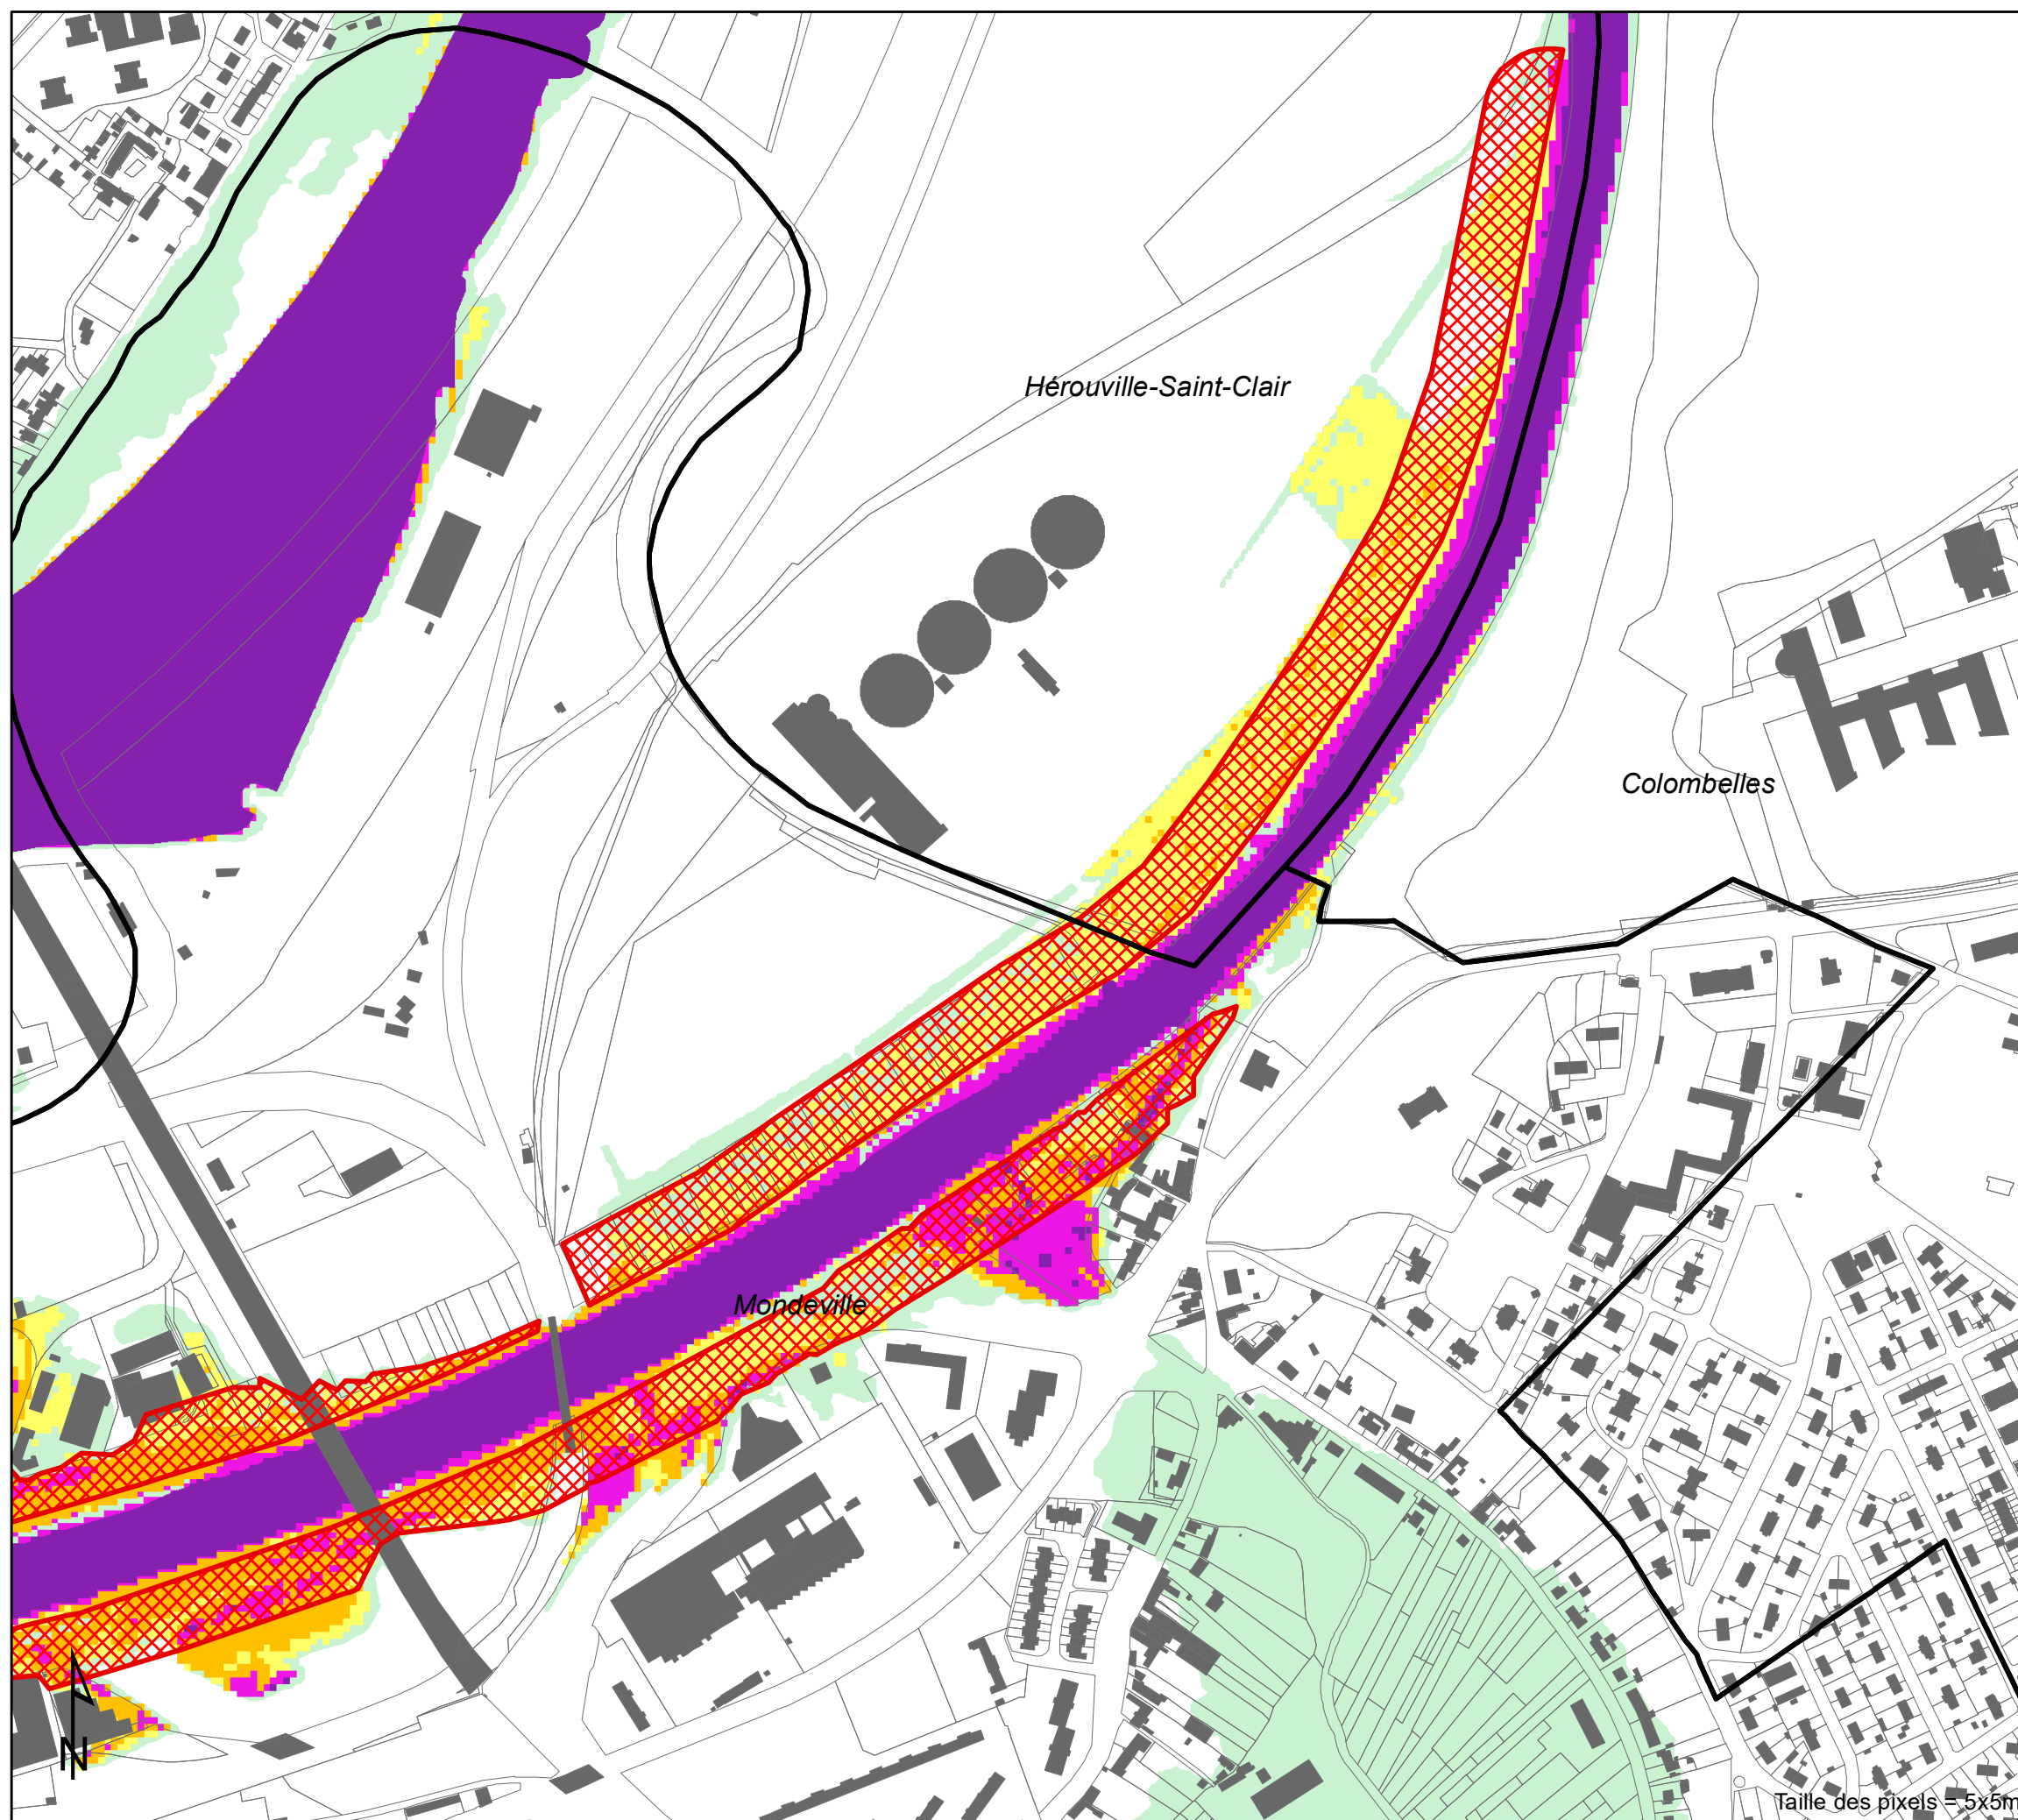 Hérouville-Saint-Clair
Colombelles
Mondeville
N
Taille des pixels = 5x5m